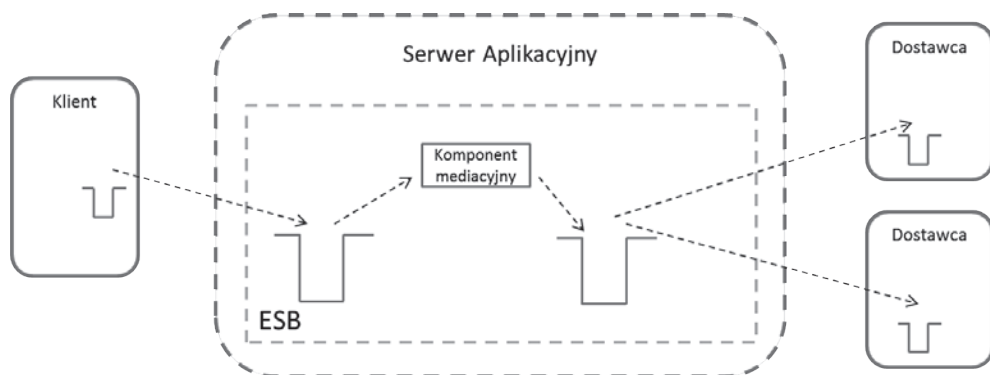 Serwer Aplikacyjny
Klient
Komponent
mediacyjny
ESB
Dostawca
Dostawca